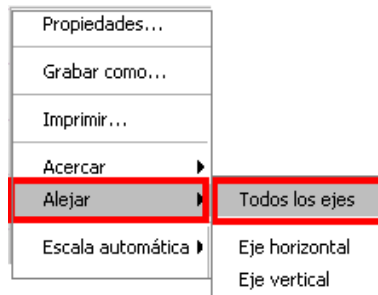 Propiedades...
Grabar como...
Imprimir...
Acercar
Alejar
Todos los ejes
Escala automática
Eje horizontal
Eje vertical